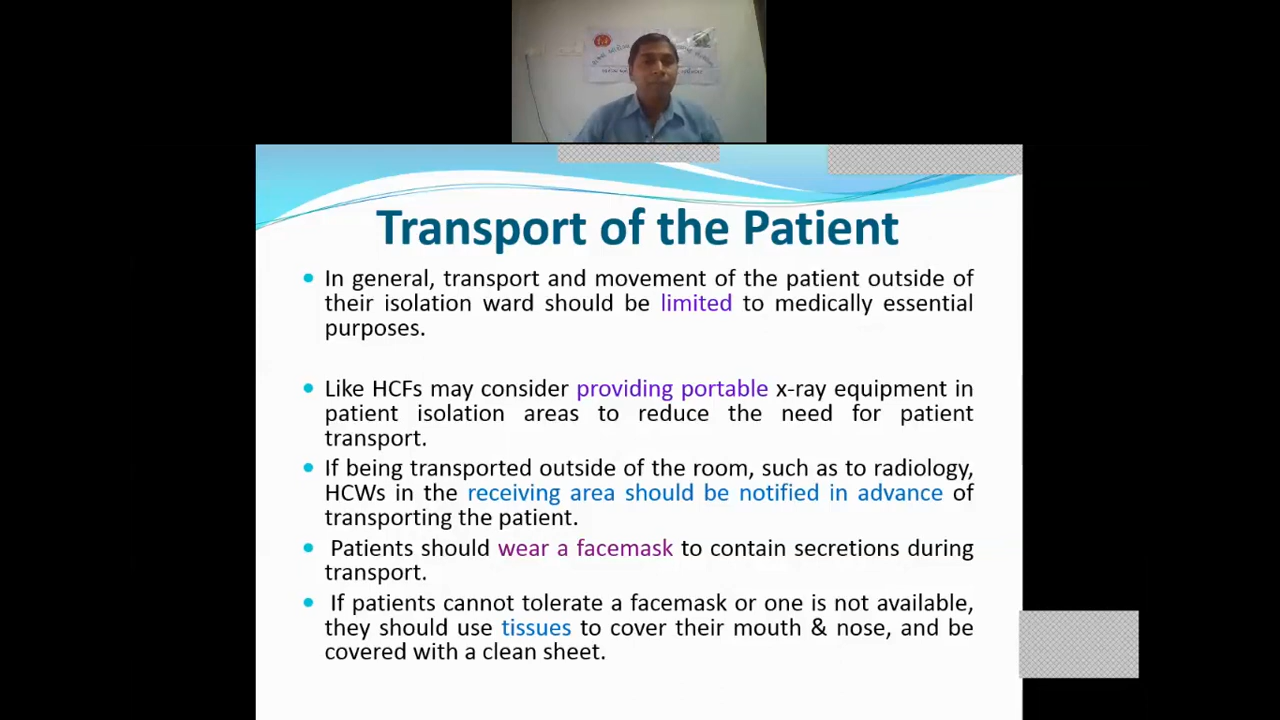 Transport of the Patient
• In general, transport and movement of the patient outside of
their isolation ward should be limited to medically essential
purposes.
• Like HCFs may consider providing portable x-ray equipment in
patient isolation areas to reduce the need for patient
transport.
• If being transported outside of the room, such as to radiology,
HCWs in the receiving area should be notified in advance of
transporting the patient.
• Patients should wear a facemask to contain secretions during
transport.
• If patients cannot tolerate a facemask or one is not available,
they should use tissues to cover their mouth & nose, and be
covered with a clean sheet.